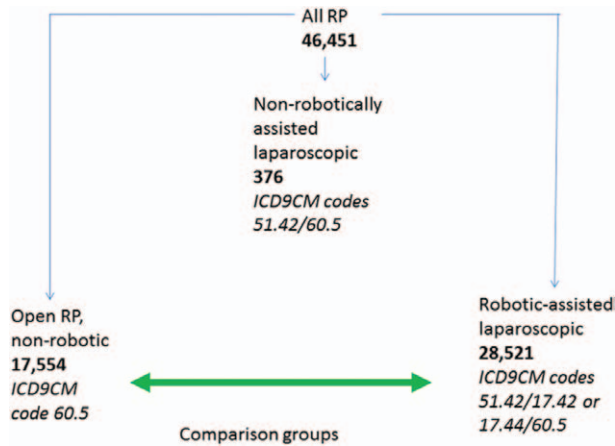 All RP
46,451
Non-robotically
assisted
laparoscopic
376
ICD9CM codes
51.42/60.5
Open RP,
non-robotic
17,554
ICD9CM
code 60.5
Robotic-assisted
laparoscopic
28,521
ICD9CM codes
51.42/17.42 or
17.44/60.5
Comparison groups